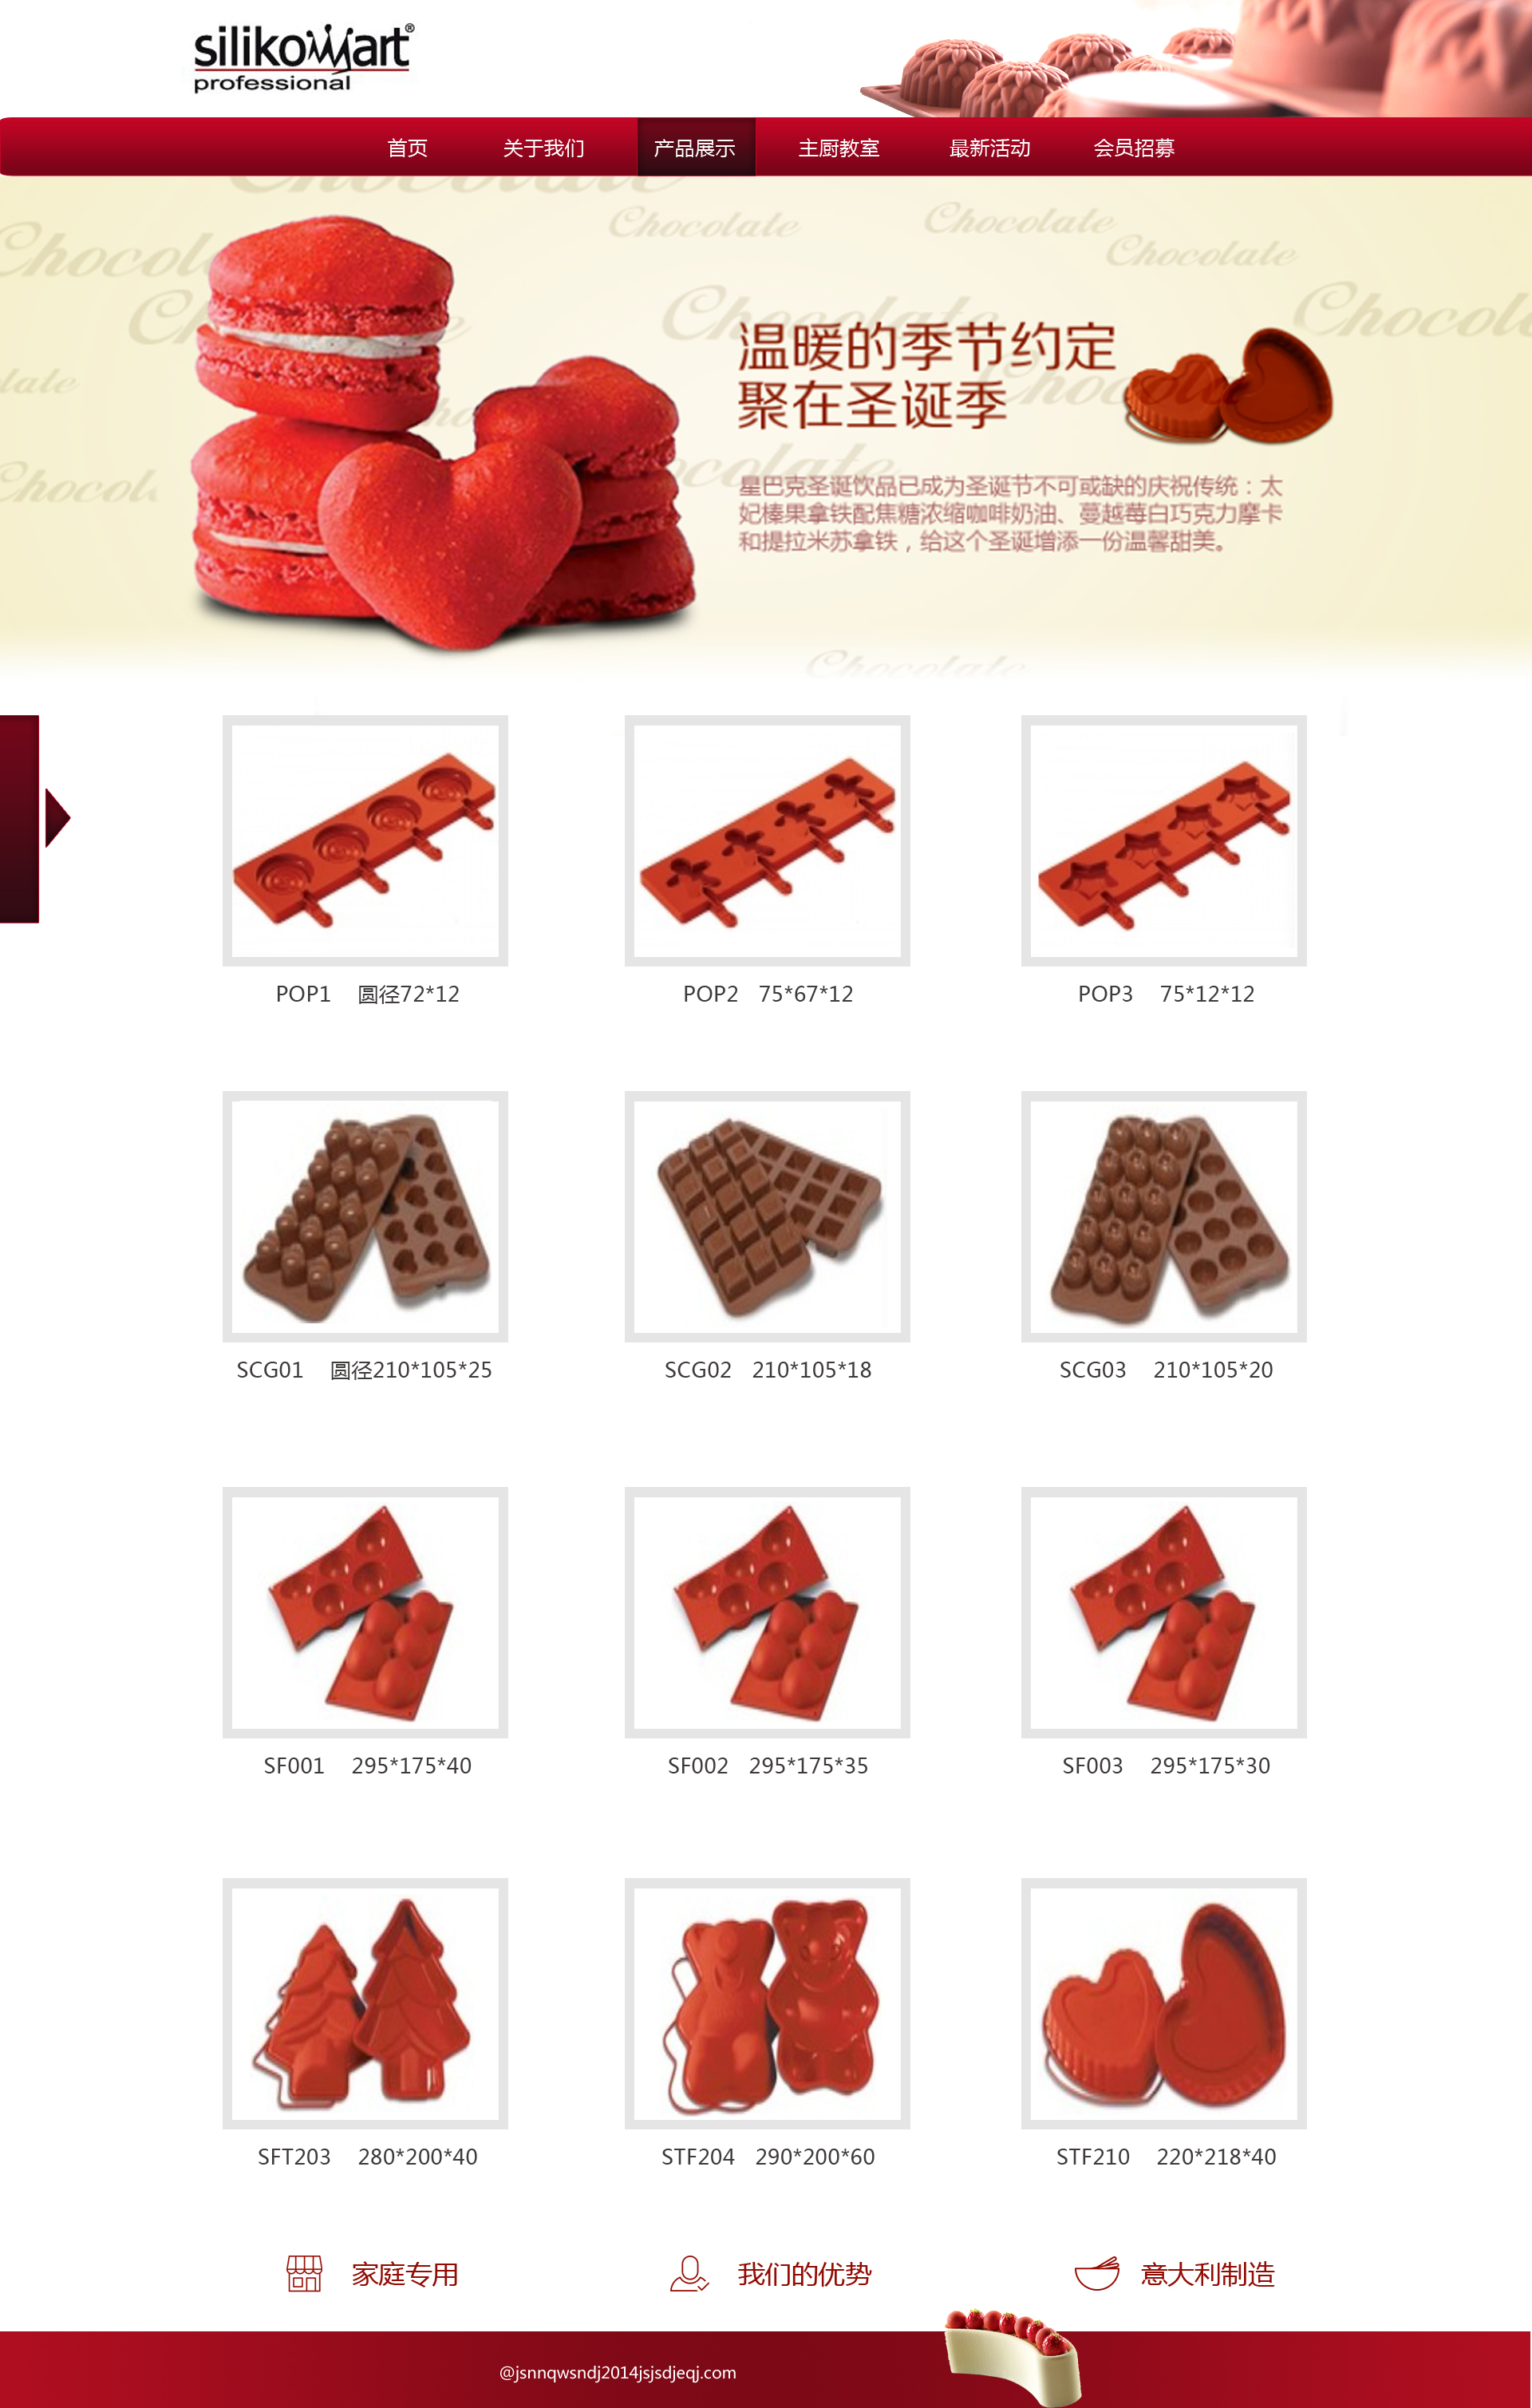 silikomart®
professional
首页 关于我们 产品展示 主厨教室 最新活动 会员招募
Chocolate
Chocolate
Chocolate
Chocolate
Chocolate
温暖的季节约定
聚在圣诞季
星巴克圣诞饮品已成为圣诞节不可或缺的庆祝传统：太
妃榛果拿铁配焦糖浓缩咖啡奶油、蔓越莓白巧克力摩卡
和提拉米苏拿铁，给这个圣诞增添一份温馨甜美。
Chocolate
POP1 圆径72*12
POP2 75*67*12
POP3 75*12*12
SCG01 圆径210*105*25
SCG02 210*105*18
SCG03 210*105*20
SF001 295*175*40
SF002 295*175*35
SF003 295*175*30
SFT203 280*200*40
STF204 290*200*60
STF210 220*218*40
家庭专用
我们的优势
意大利制造
@jsnnqwsndj2014jsjsdjeqj.com